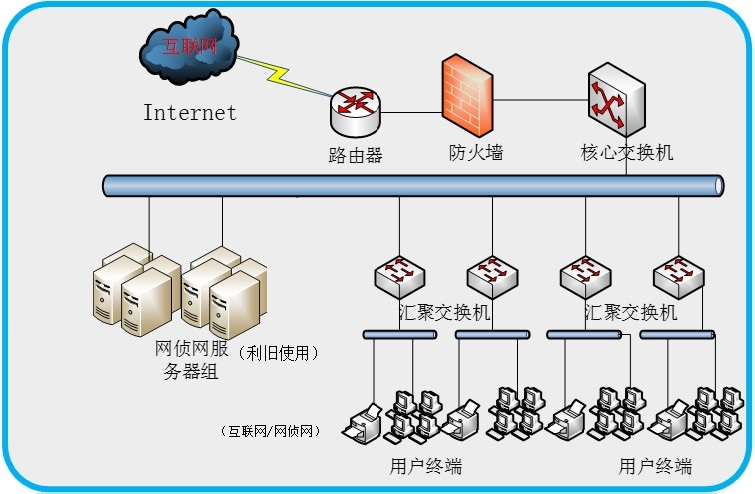 互联网
Internet
路由器
防火墙
核心交换机
汇聚交换机
汇聚交换机
网侦网服
务器组
（利旧使用）
（互联网/网侦网）
用户终端
用户终端